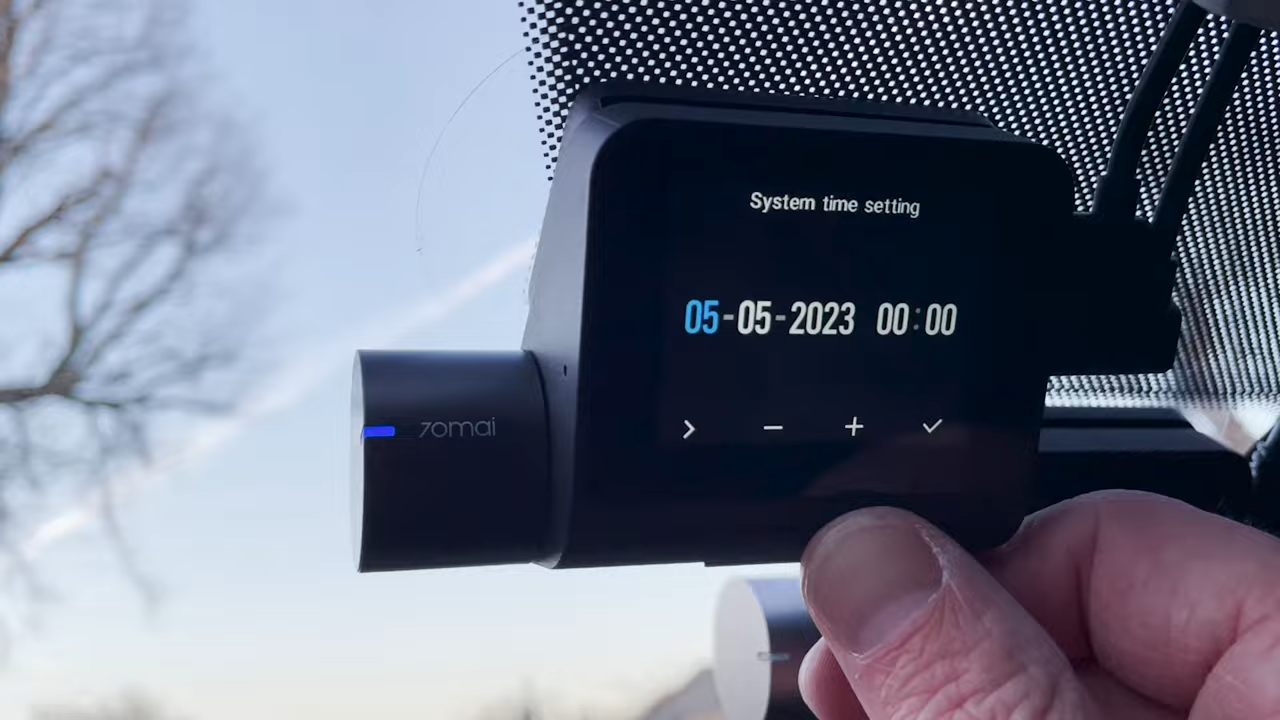 System time setting
05-05-2023 00:00
> − + ✓
70mai